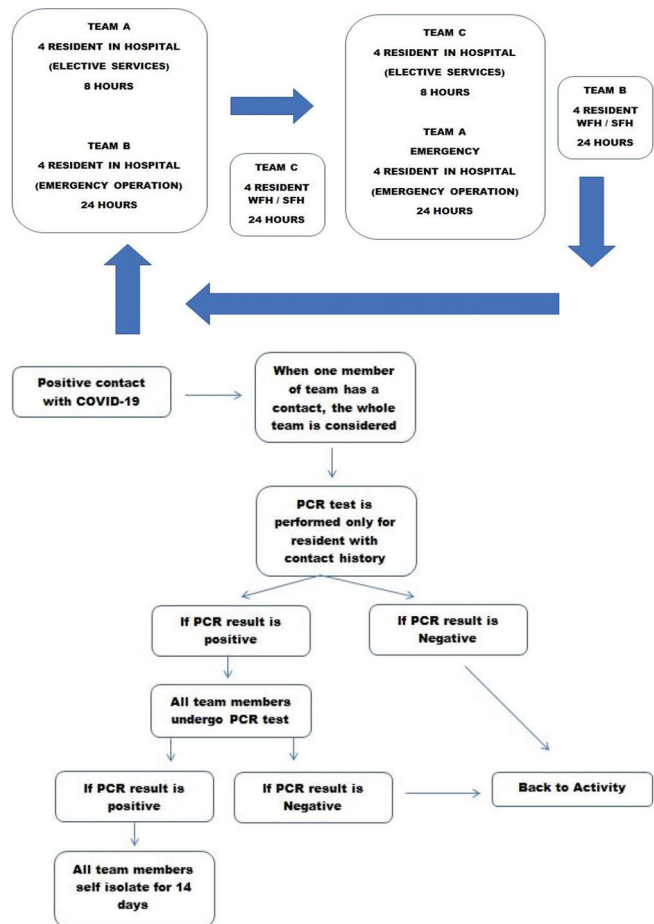 TEAM A
4 RESIDENT IN HOSPITAL
(ELECTIVE SERVICES)
8 HOURS
TEAM B
4 RESIDENT IN HOSPITAL
(EMERGENCY OPERATION)
24 HOURS
TEAM C
4 RESIDENT
WFH / SFH
24 HOURS
TEAM C
4 RESIDENT IN HOSPITAL
(ELECTIVE SERVICES)
8 HOURS
TEAM A
EMERGENCY
4 RESIDENT IN HOSPITAL
(EMERGENCY OPERATION)
24 HOURS
TEAM B
4 RESIDENT
WFH / SFH
24 HOURS
Positive contact
with COVID-19
When one member
of team has a
contact, the whole
team is considered
PCR test is
performed only for
resident with
contact history
If PCR result is
positive
If PCR result is
Negative
All team members
undergo PCR test
If PCR result is
positive
If PCR result is
Negative
Back to Activity
All team members
self isolate for 14
days